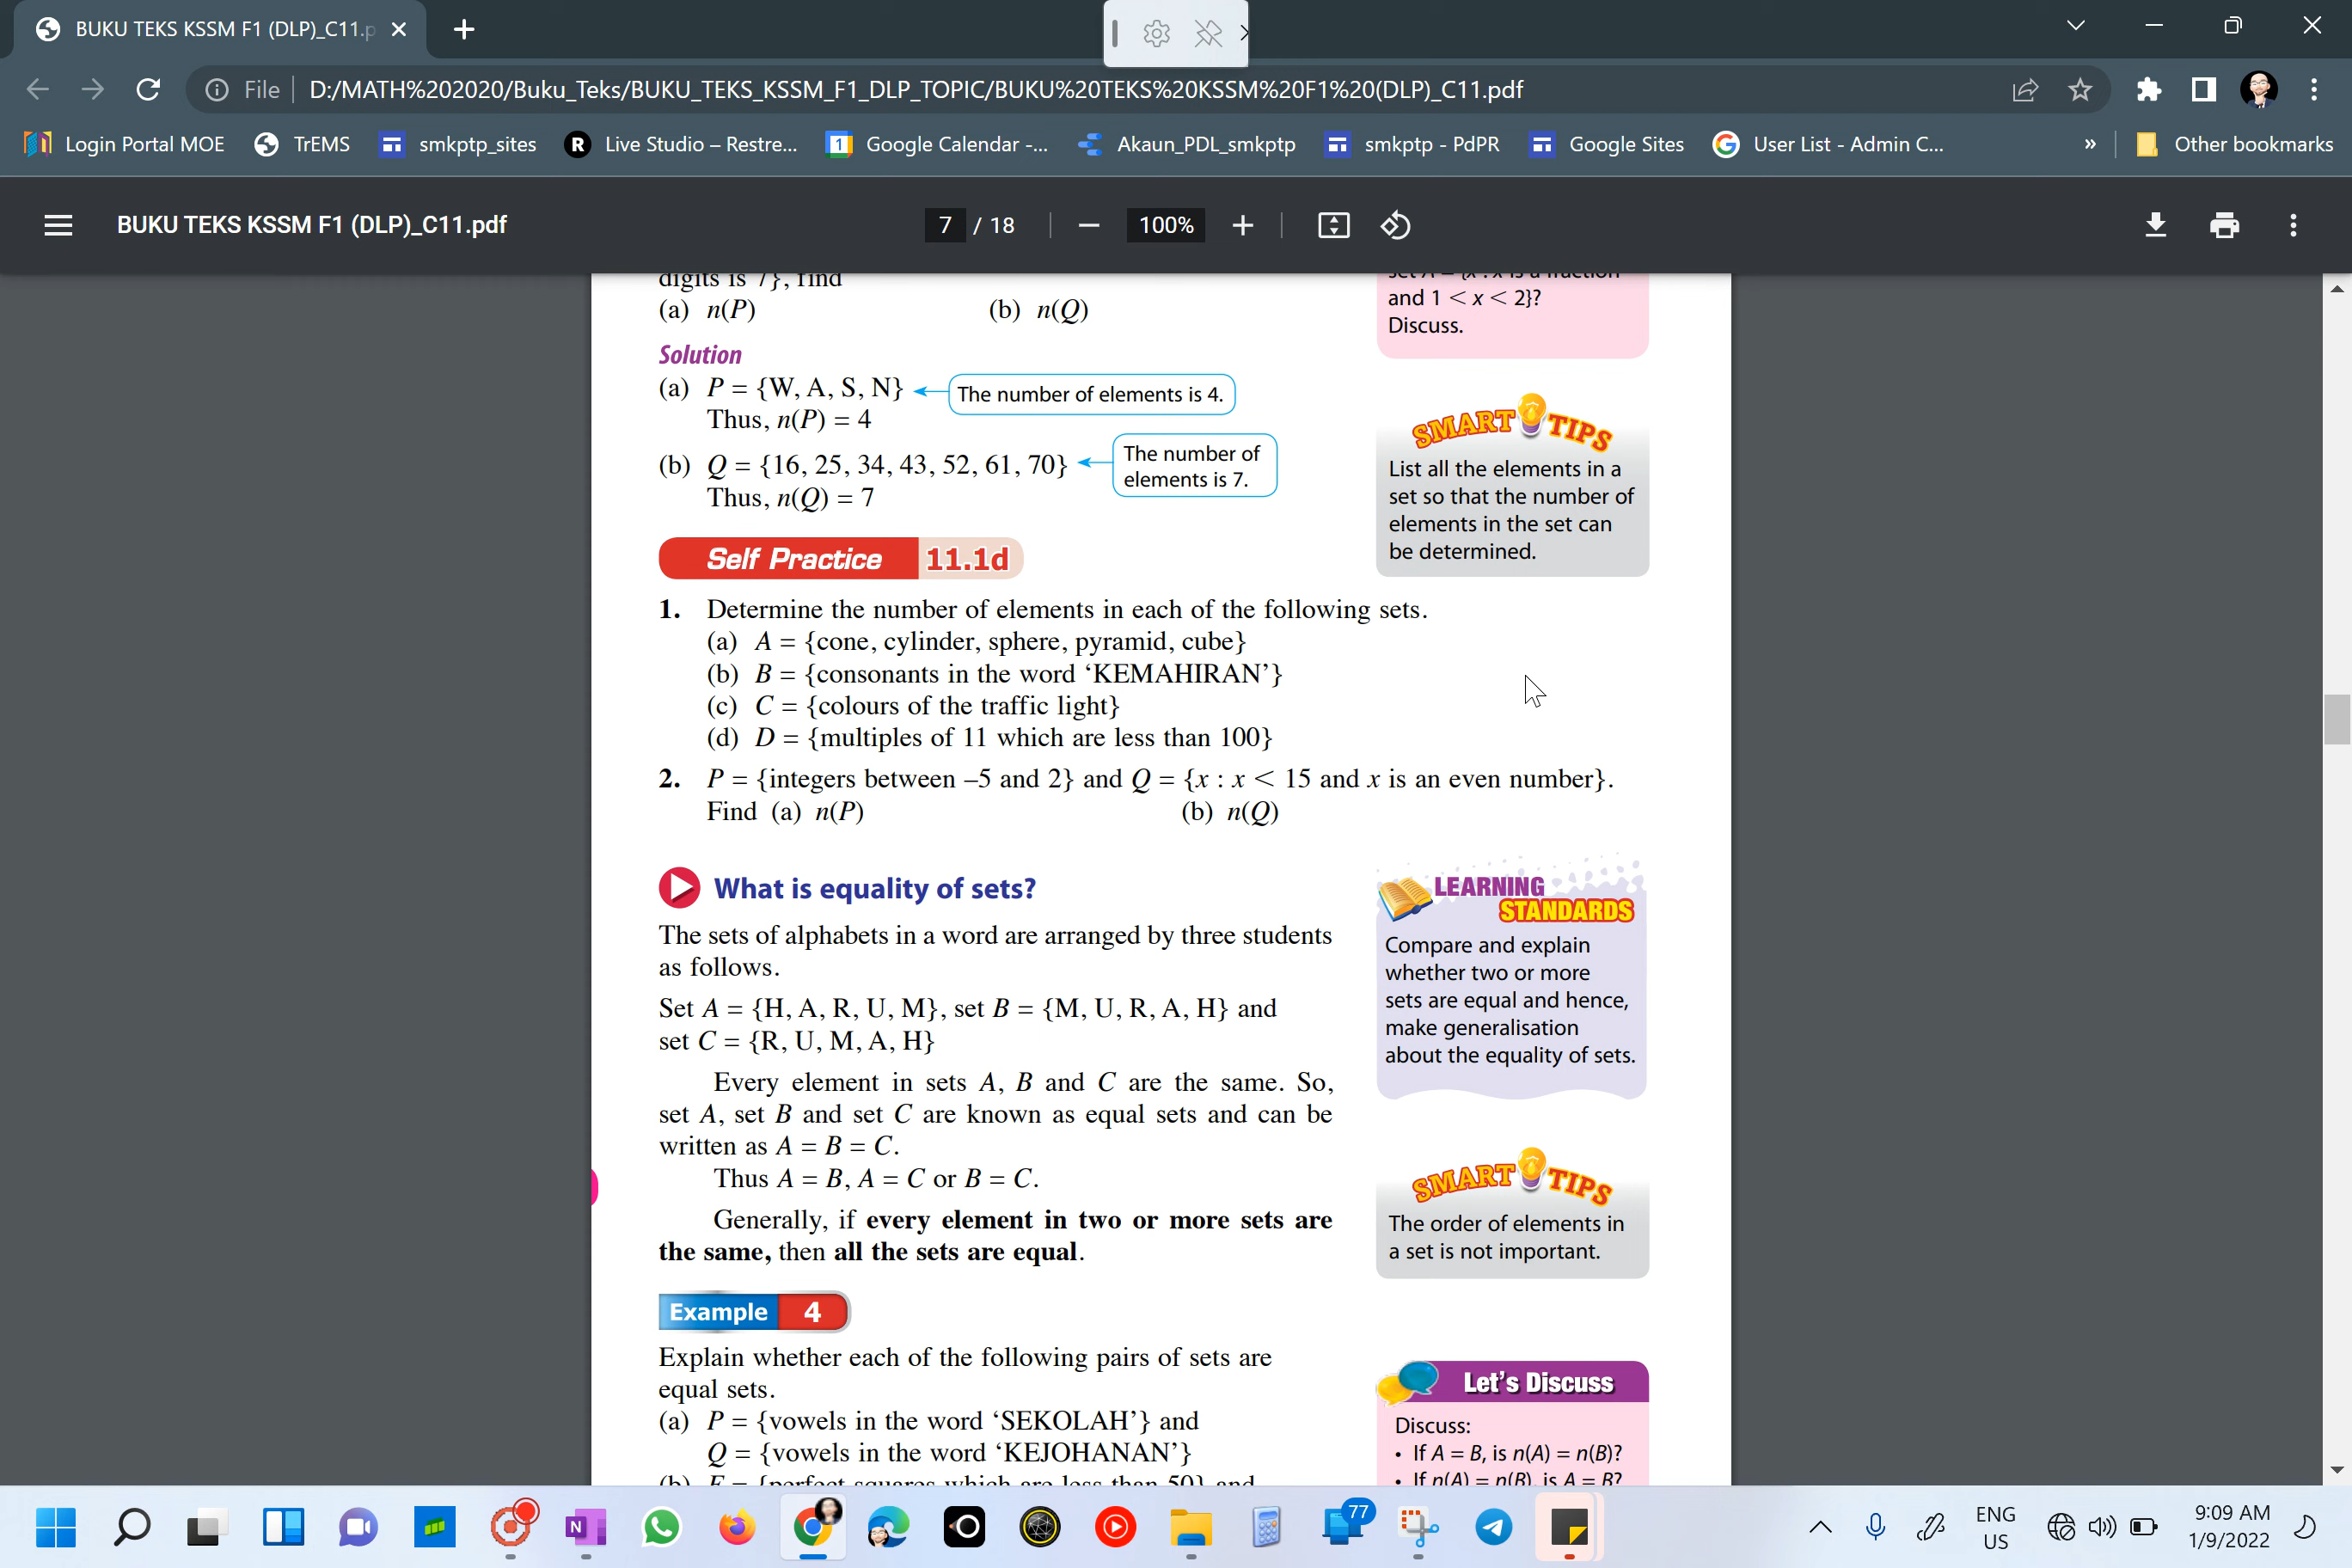 BUKU TEKS KSSM F1 (DLP)_C11.p
File D:/MATH%202020/Buku_Teks/BUKU_TEKS_KSSM_F1_DLP_TOPIC/BUKU%20TEKS%20KSSM%20F1%20(DLP)_C11.pdf
Login Portal MOE TrEMS smkptp_sites R Live Studio – Restre... 1 Google Calendar -... Akaun_PDL_smkptp smkptp - PdPR Google Sites User List - Admin C... » Other bookmarks
BUKU TEKS KSSM F1 (DLP)_C11.pdf 7 / 18 100%
digits is 7}, find
(a) n(P) (b) n(Q)
and 1 < x < 2}?
Discuss.
Solution
(a) P = {W, A, S, N} The number of elements is 4.
Thus, n(P) = 4
(b) Q = {16, 25, 34, 43, 52, 61, 70} The number of
elements is 7.
Thus, n(Q) = 7
SMART TIPS
List all the elements in a
set so that the number of
elements in the set can
be determined.
Self Practice 11.1d
1. Determine the number of elements in each of the following sets.
(a) A = {cone, cylinder, sphere, pyramid, cube}
(b) B = {consonants in the word ‘KEMAHIRAN’}
(c) C = {colours of the traffic light}
(d) D = {multiples of 11 which are less than 100}
2. P = {integers between –5 and 2} and Q = {x : x < 15 and x is an even number}.
Find (a) n(P) (b) n(Q)
What is equality of sets?
The sets of alphabets in a word are arranged by three students
as follows.
Set A = {H, A, R, U, M}, set B = {M, U, R, A, H} and
set C = {R, U, M, A, H}
Every element in sets A, B and C are the same. So,
set A, set B and set C are known as equal sets and can be
written as A = B = C.
Thus A = B, A = C or B = C.
Generally, if every element in two or more sets are
the same, then all the sets are equal.
LEARNING
STANDARDS
Compare and explain
whether two or more
sets are equal and hence,
make generalisation
about the equality of sets.
SMART TIPS
The order of elements in
a set is not important.
Example 4
Explain whether each of the following pairs of sets are
equal sets.
(a) P = {vowels in the word ‘SEKOLAH’} and
Q = {vowels in the word ‘KEJOHANAN’}
(b) E = {perfect squares which are less than 50} and
Let's Discuss
Discuss:
• If A = B, is n(A) = n(B)?
• If n(A) = n(B), is A = B?
N 77 ENG
US
9:09 AM
1/9/2022